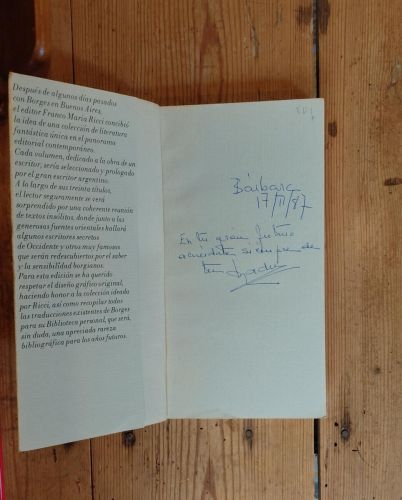 Después de algunos días pasados
con Borges en Buenos Aires,
el editor Franco Maria Ricci concibió
la idea de una colección de literatura
fantástica única en el panorama
editorial contemporáneo.
Cada volumen, dedicado a la obra de un
escritor, sería seleccionado y prologado
por el gran escritor argentino.
A lo largo de sus treinta títulos,
el lector seguramente se verá
sorprendido por una coherente reunión
de textos insólitos, donde junto a las
generosas fuentes orientales hallará
algunos escritores secretos
de Occidente y otros muy famosos
que serán redescubiertos por el saber
y la sensibilidad borgianos.
Para esta edición se ha querido
respetar el diseño gráfico original,
haciendo honor a la colección ideada
por Ricci, así como recopilar todas
las traducciones existentes de Borges
para su Biblioteca personal, que será,
sin duda, una apreciada rareza
bibliográfica para los años futuros.
Bárbara
17/II/87
En tu gran futuro
acuerdate siempre de